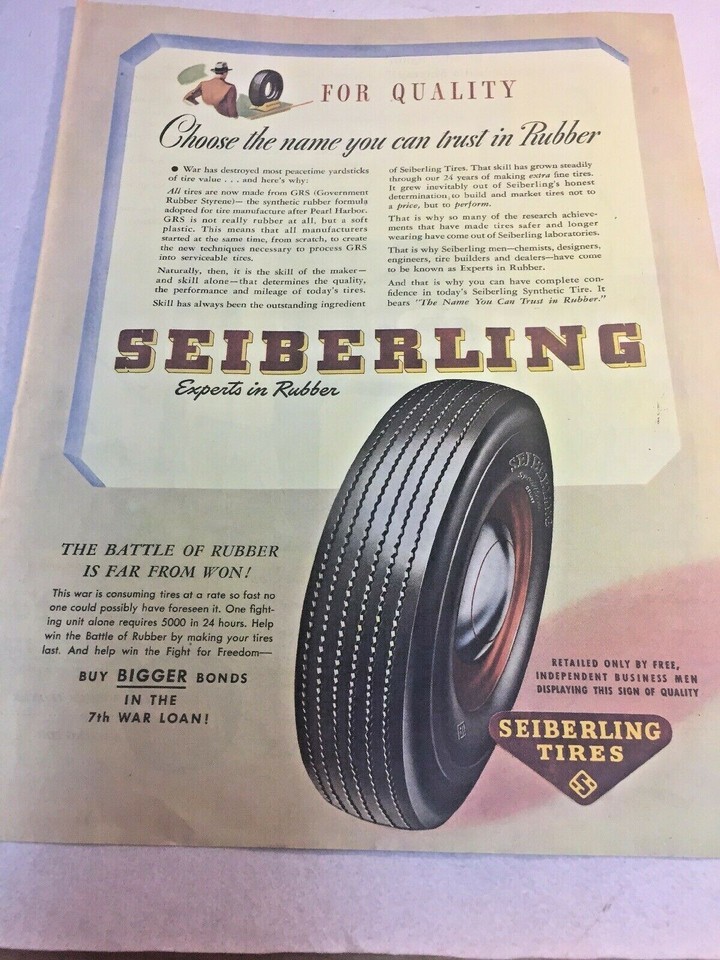 FOR QUALITY
Choose the name you can trust in Rubber
● War has destroyed most peacetime yardsticks
of tire value . . . and here's why:
All tires are now made from GRS (Government
Rubber Styrene)— the synthetic rubber formula
adopted for tire manufacture after Pearl Harbor.
GRS is not really rubber at all, but a soft
plastic. This means that all manufacturers
started at the same time, from scratch, to create
the new techniques necessary to process GRS
into serviceable tires.
Naturally, then, it is the skill of the maker—
and skill alone—that determines the quality,
the performance and mileage of today's tires.
Skill has always been the outstanding ingredient
of Seiberling Tires. That skill has grown steadily
through our 24 years of making extra fine tires.
It grew inevitably out of Seiberling's honest
determination to build and market tires not to
a price, but to perform.
That is why so many of the research achieve-
ments that have made tires safer and longer
wearing have come out of Seiberling laboratories.
That is why Seiberling men—chemists, designers,
engineers, tire builders and dealers—have come
to be known as Experts in Rubber.
And that is why you can have complete con-
fidence in today's Seiberling Synthetic Tire. It
bears "The Name You Can Trust in Rubber."
SEIBERLING
Experts in Rubber
SEIBERLING
THE BATTLE OF RUBBER
IS FAR FROM WON!
This war is consuming tires at a rate so fast no
one could possibly have foreseen it. One fight-
ing unit alone requires 5000 in 24 hours. Help
win the Battle of Rubber by making your tires
last. And help win the Fight for Freedom—
BUY BIGGER BONDS
IN THE
7th WAR LOAN!
RETAILED ONLY BY FREE,
INDEPENDENT BUSINESS MEN
DISPLAYING THIS SIGN OF QUALITY
SEIBERLING
TIRES